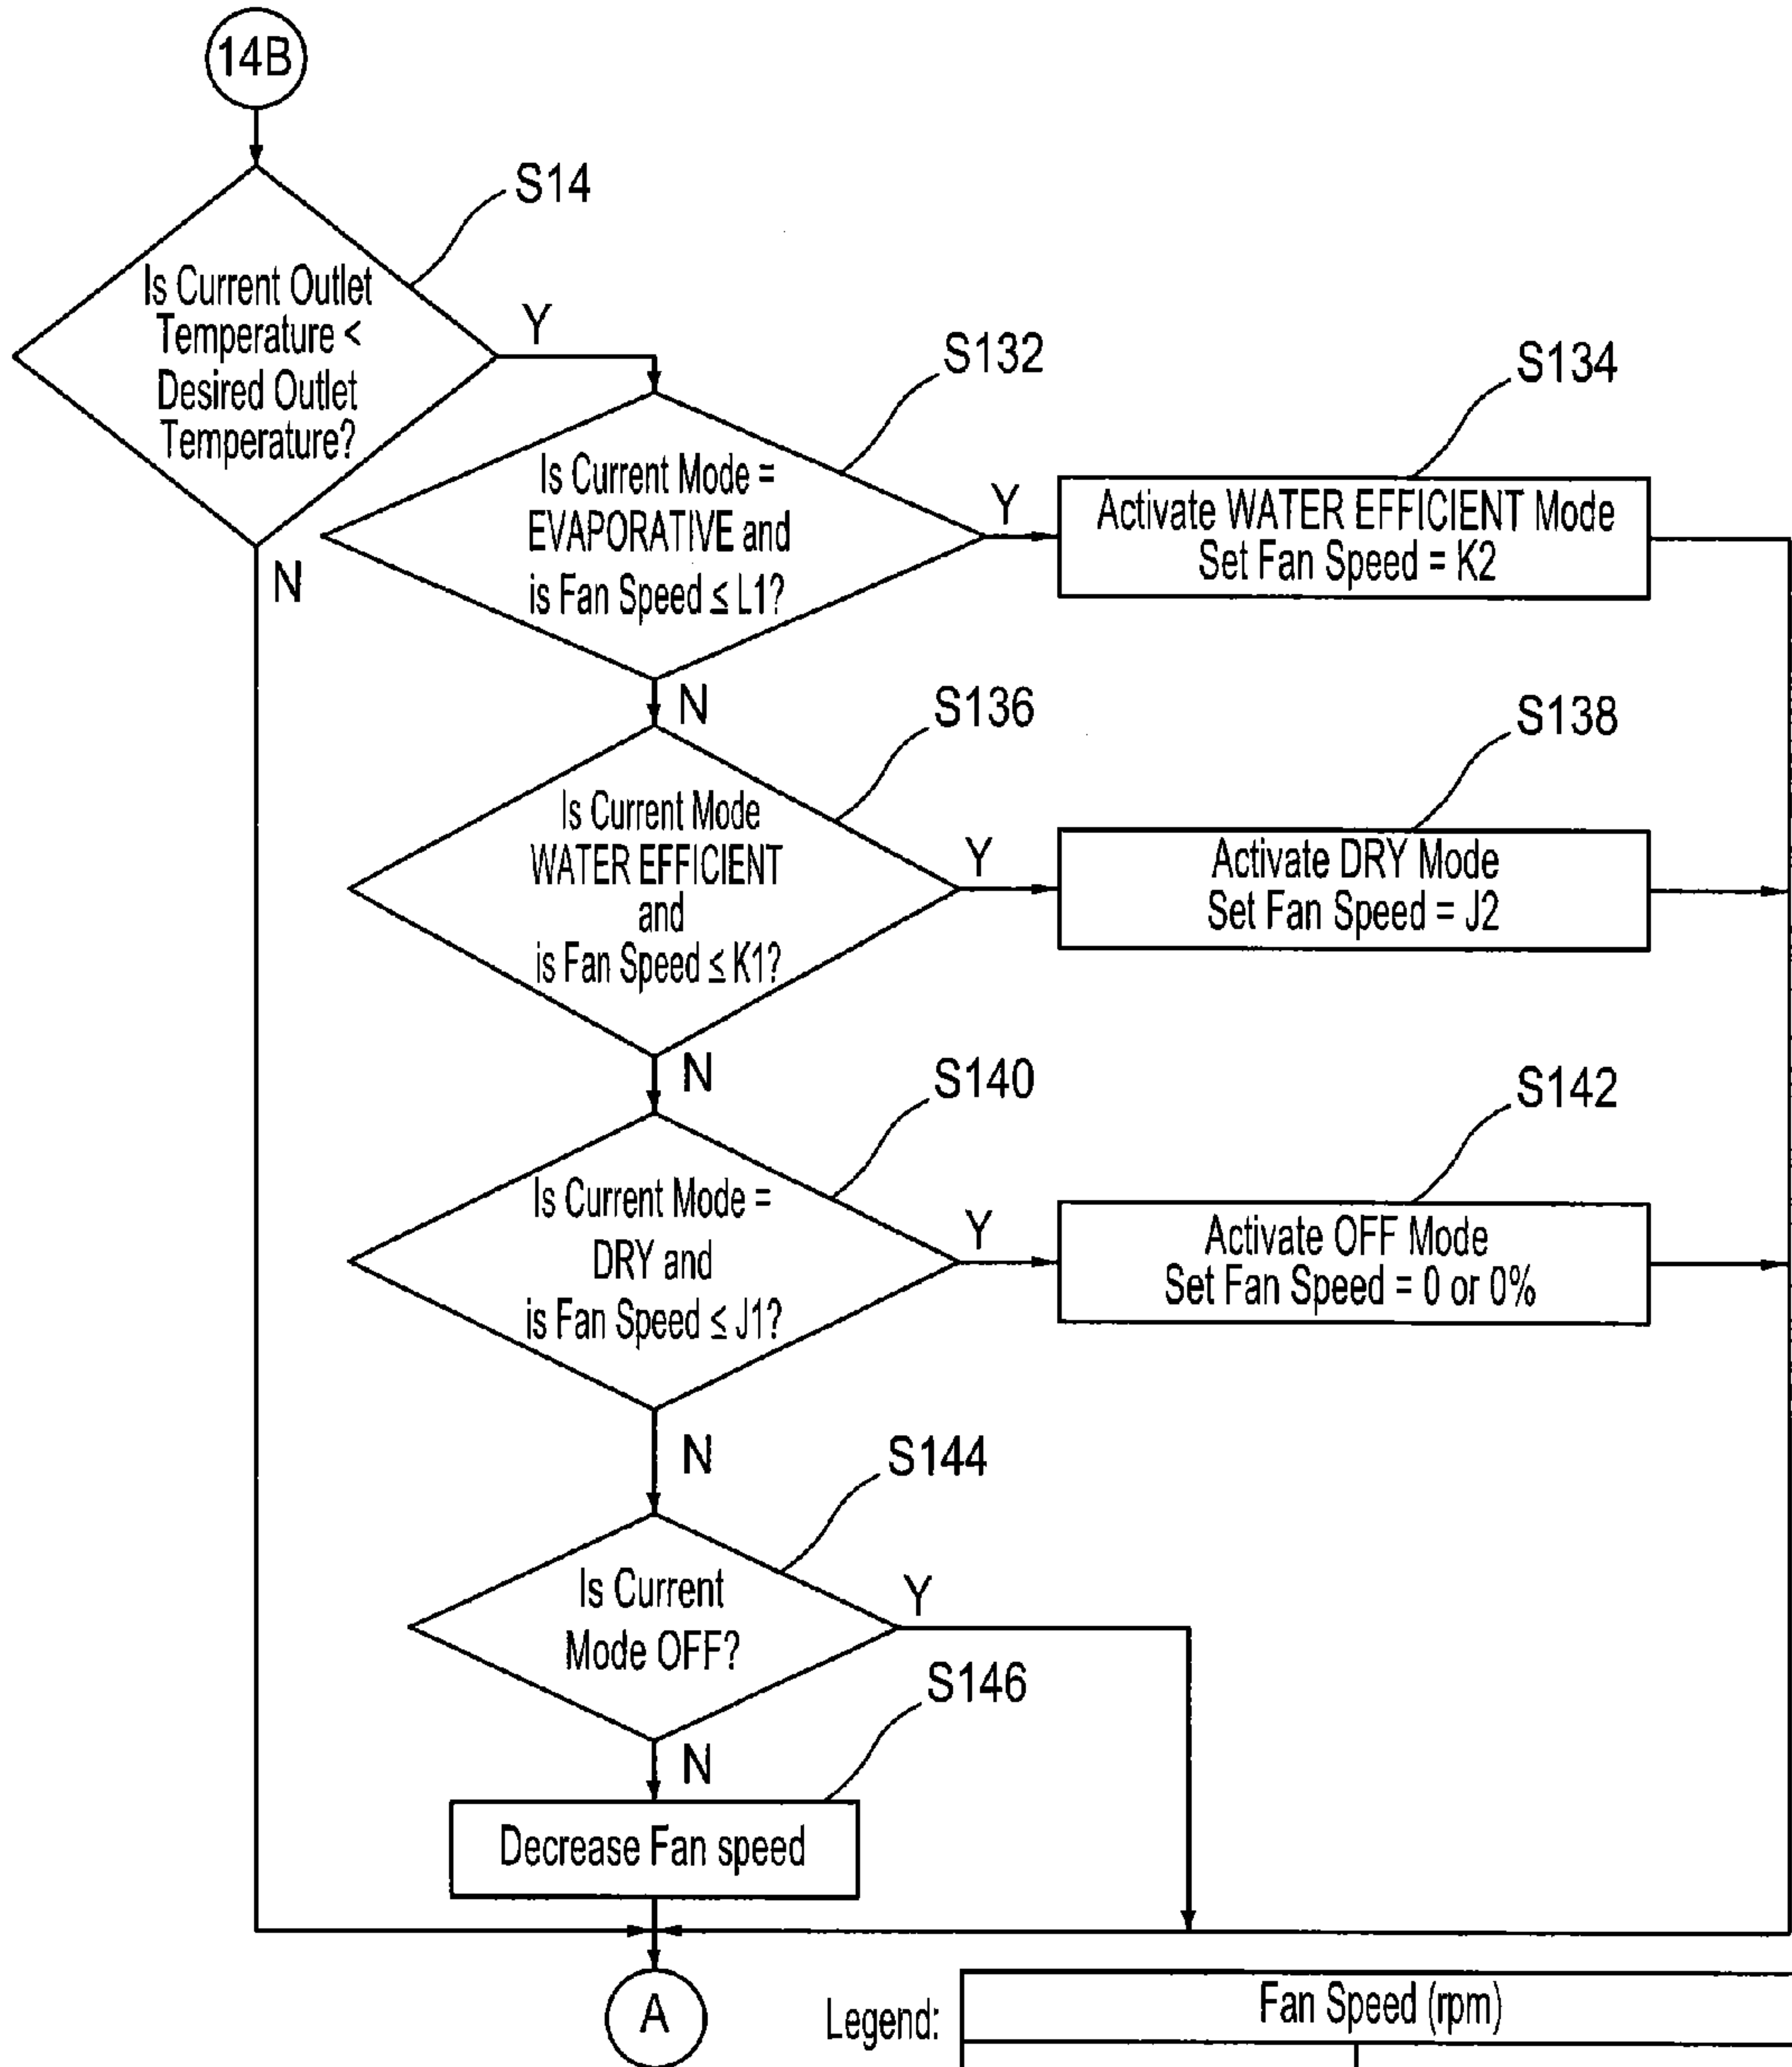 14B
S14
Is Current Outlet
Temperature <
Desired Outlet
Temperature?
Y
N
S132
Is Current Mode =
EVAPORATIVE and
is Fan Speed ≤ L1?
Y
N
S134
Activate WATER EFFICIENT Mode
Set Fan Speed = K2
S136
Is Current Mode
WATER EFFICIENT
and
is Fan Speed ≤ K1?
Y
N
S138
Activate DRY Mode
Set Fan Speed = J2
S140
Is Current Mode =
DRY and
is Fan Speed ≤ J1?
Y
N
S142
Activate OFF Mode
Set Fan Speed = 0 or 0%
S144
Is Current
Mode OFF?
Y
N
S146
Decrease Fan speed
A
Legend:
Fan Speed (rpm)